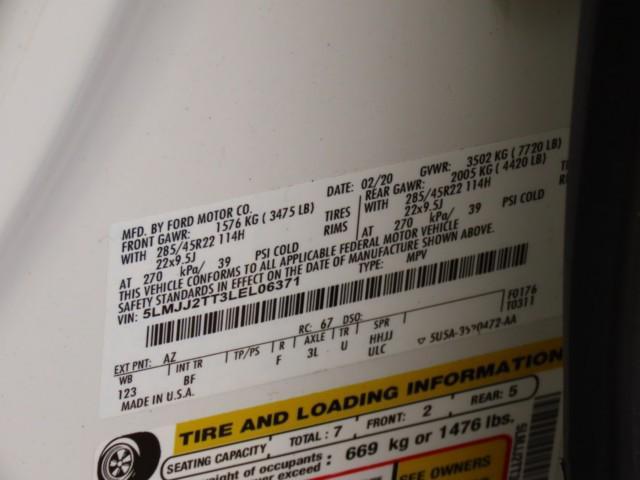 MFD. BY FORD MOTOR CO.
DATE: 02/20 GVWR: 3502 KG ( 7720 LB)
FRONT GAWR: 1576 KG ( 3475 LB) REAR GAWR: 2005 KG ( 4420 LB)
WITH 285/45R22 114H TIRES WITH 285/45R22 114H
22x9.5J RIMS 22x9.5J
AT 270 kPa/ 39 PSI COLD AT 270 kPa/ 39 PSI COLD
THIS VEHICLE CONFORMS TO ALL APPLICABLE FEDERAL MOTOR VEHICLE
SAFETY STANDARDS IN EFFECT ON THE DATE OF MANUFACTURE SHOWN ABOVE.
VIN: 5LMJJ2TT3LEL06371 TYPE: MPV
F0176
T0311
EXT PNT: AZ RC: 67 DSO:
WB INT TR TP/PS R AXLE TR SPR
123 BF F 3L U HHJJ
ULC
MADE IN U.S.A.
TIRE AND LOADING INFORMATION
SEATING CAPACITY TOTAL : 7 FRONT: 2 REAR: 5
weight of occupants
exceed : 669 kg or 1476 lbs.
SEE OWNERS